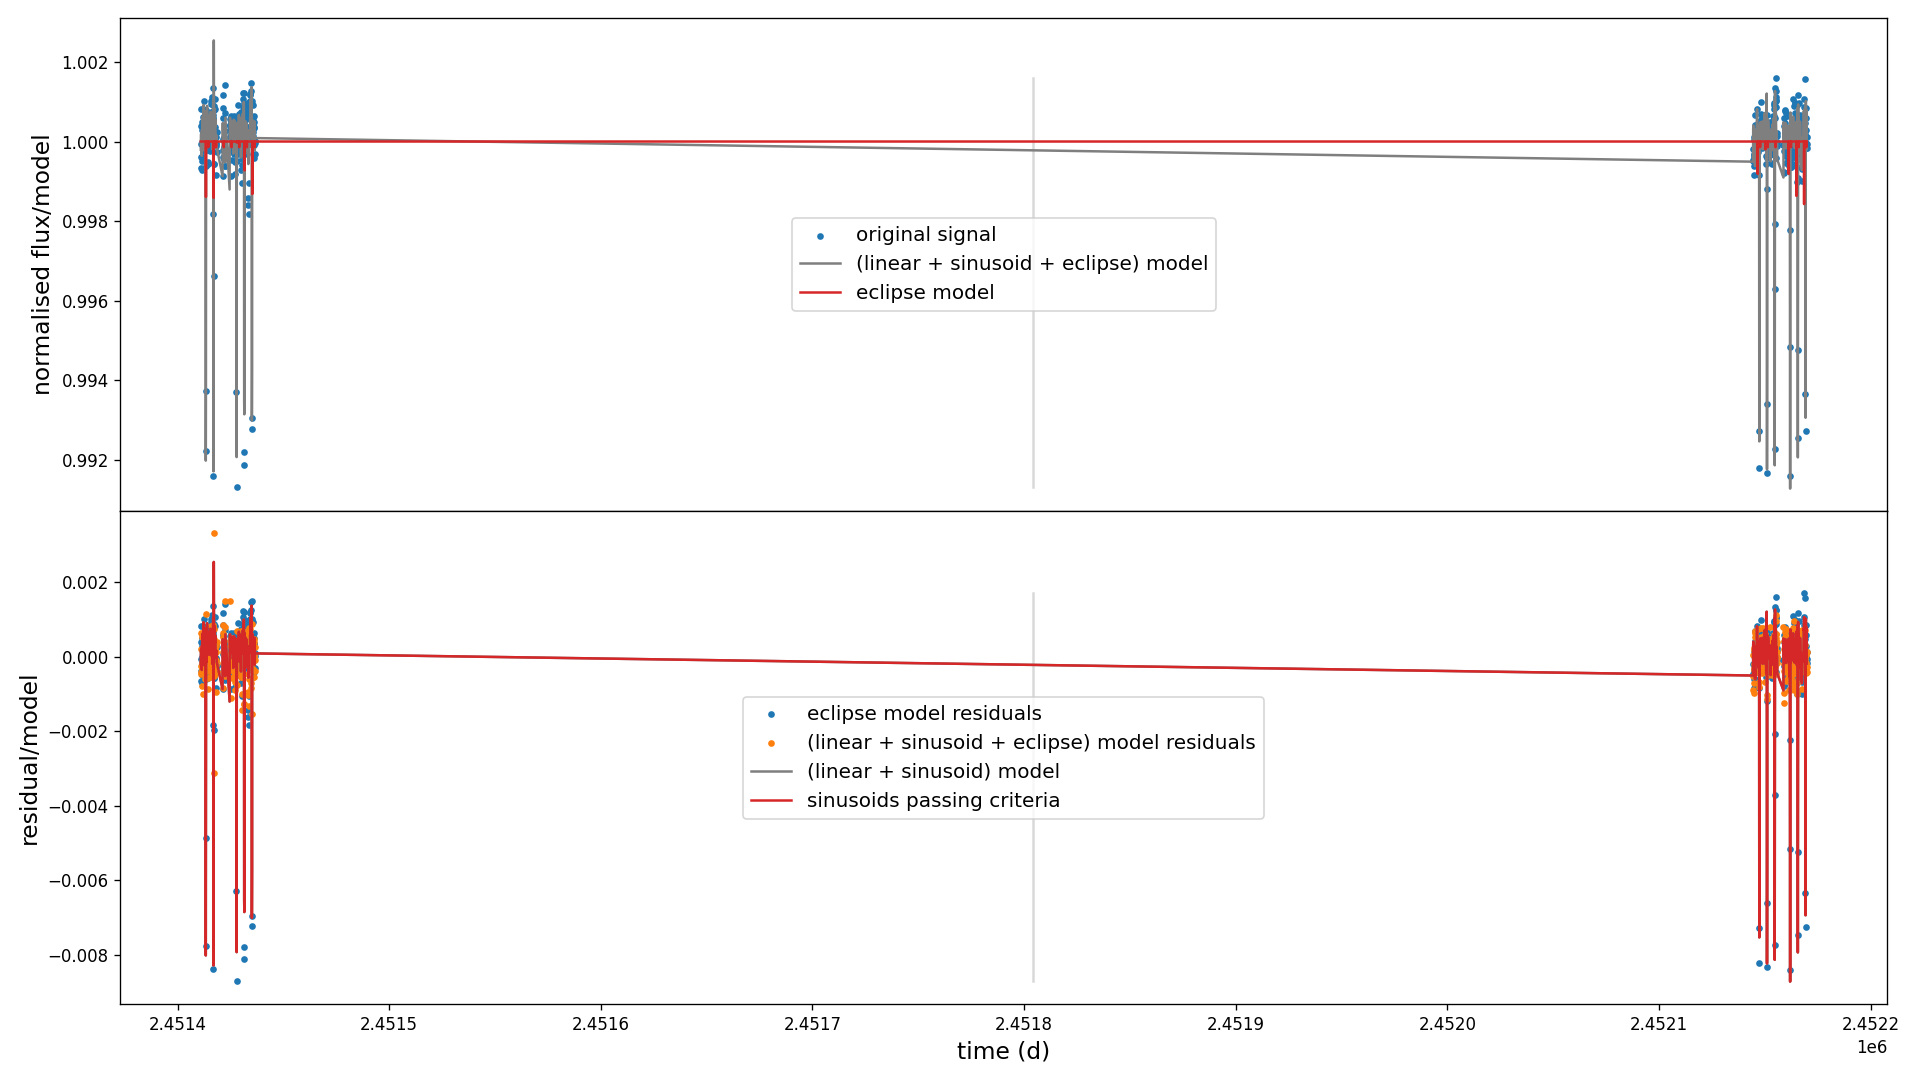 1.002
1.000
0.998
0.996
0.994
0.992
normalised flux/model
original signal
(linear + sinusoid + eclipse) model
eclipse model
0.002
0.000
−0.002
−0.004
−0.006
−0.008
residual/model
eclipse model residuals
(linear + sinusoid + eclipse) model residuals
(linear + sinusoid) model
sinusoids passing criteria
2.4514 2.4515 2.4516 2.4517 2.4518 2.4519 2.4520 2.4521 2.4522
1e6
time (d)